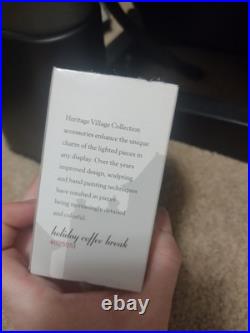 Heritage Village Collection
accessories enhance the unique
charm of the lighted pieces in
any display. Over the years
improved design, sculpting
and hand painting techniques
have resulted in pieces
being increasingly detailed
and colorful.
holiday coffee break